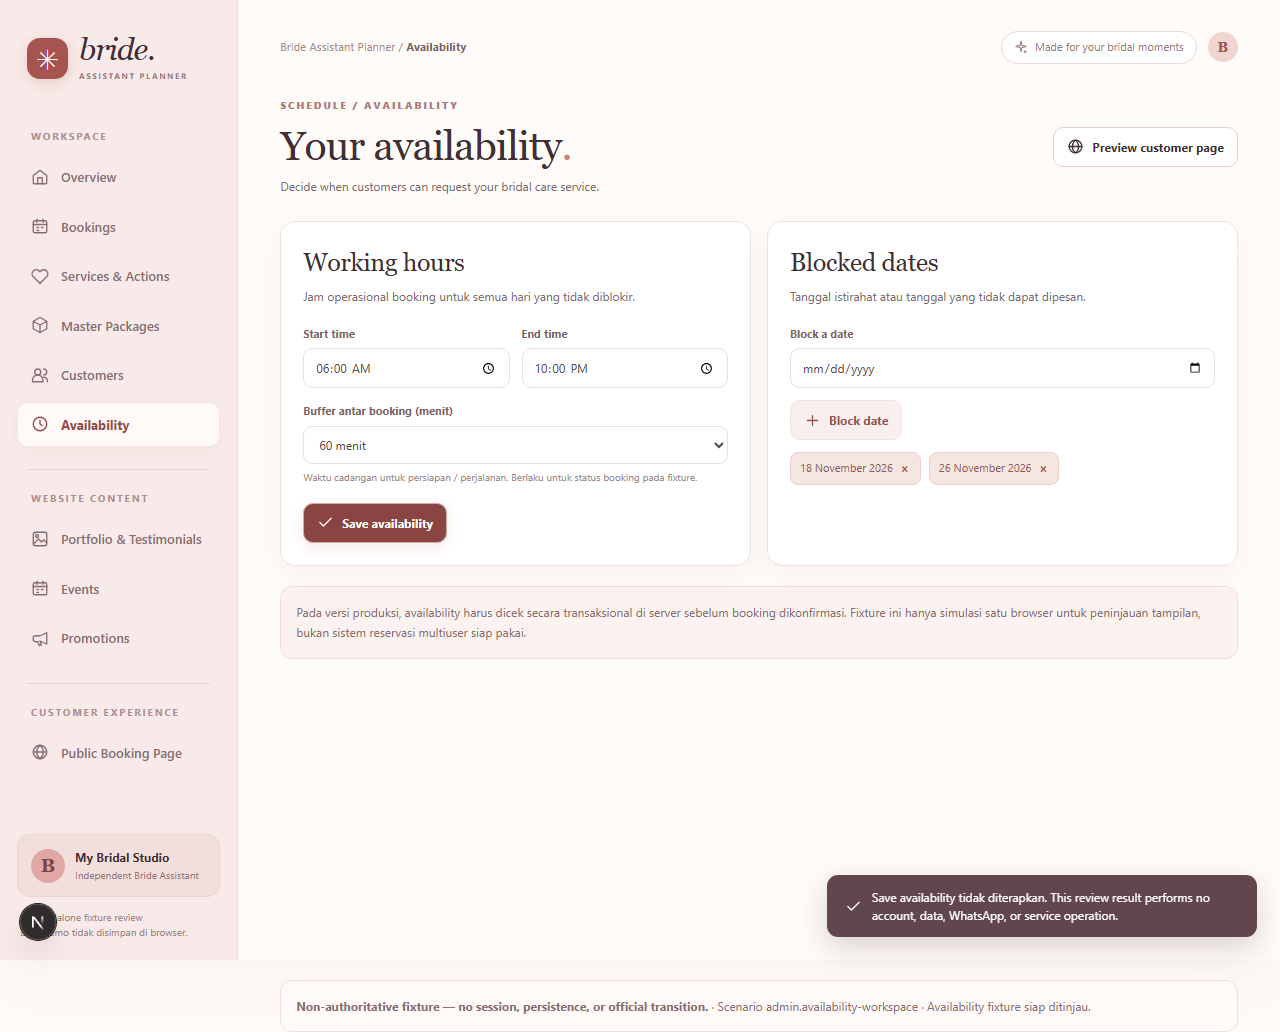 bride.
ASSISTANT PLANNER
WORKSPACE
Overview
Bookings
Services & Actions
Master Packages
Customers
Availability
WEBSITE CONTENT
Portfolio & Testimonials
Events
Promotions
CUSTOMER EXPERIENCE
Public Booking Page
B
My Bridal Studio
Independent Bride Assistant
alone fixture review
mo tidak disimpan di browser.
N
Bride Assistant Planner / Availability
Made for your bridal moments
B
SCHEDULE / AVAILABILITY
Your availability.
Decide when customers can request your bridal care service.
Preview customer page
Working hours
Jam operasional booking untuk semua hari yang tidak diblokir.
Start time
End time
06:00 AM
10:00 PM
Buffer antar booking (menit)
60 menit
Waktu cadangan untuk persiapan / perjalanan. Berlaku untuk status booking pada fixture.
Save availability
Blocked dates
Tanggal istirahat atau tanggal yang tidak dapat dipesan.
Block a date
mm/dd/yyyy
Block date
18 November 2026 ×
26 November 2026 ×
Pada versi produksi, availability harus dicek secara transaksional di server sebelum booking dikonfirmasi. Fixture ini hanya simulasi satu browser untuk peninjauan tampilan,
bukan sistem reservasi multiuser siap pakai.
Save availability tidak diterapkan. This review result performs no
account, data, WhatsApp, or service operation.
Non-authoritative fixture — no session, persistence, or official transition. · Scenario admin.availability-workspace · Availability fixture siap ditinjau.